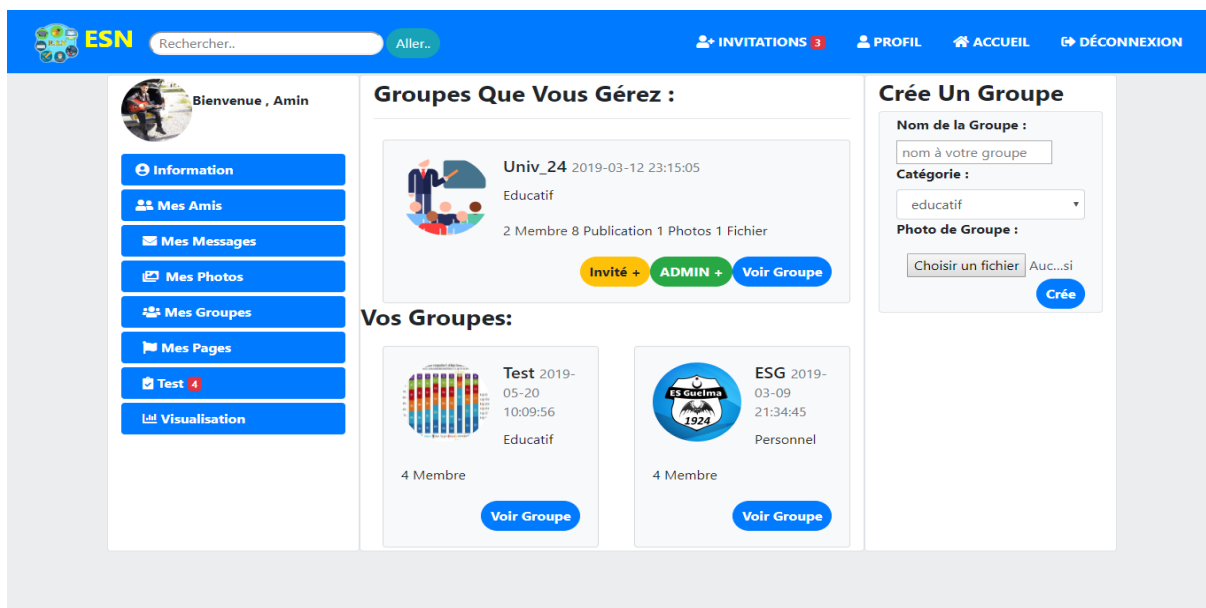 ESN
Rechercher..
Aller..
INVITATIONS 3
PROFIL
ACCUEIL
DÉCONNEXION
Bienvenue , Amin
Information
Mes Amis
Mes Messages
Mes Photos
Mes Groupes
Mes Pages
Test 4
Visualisation
Groupes Que Vous Gérez :
Univ_24 2019-03-12 23:15:05
Educatif
2 Membre 8 Publication 1 Photos 1 Fichier
Invité +
ADMIN +
Voir Groupe
Vos Groupes:
Test 2019-
05-20
10:09:56
Educatif
4 Membre
Voir Groupe
ES Guelma
1924
ESG 2019-
03-09
21:34:45
Personnel
4 Membre
Voir Groupe
Crée Un Groupe
Nom de la Groupe :
nom à votre groupe
Catégorie :
educatif
Photo de Groupe :
Choisir un fichier Auc...si
Crée